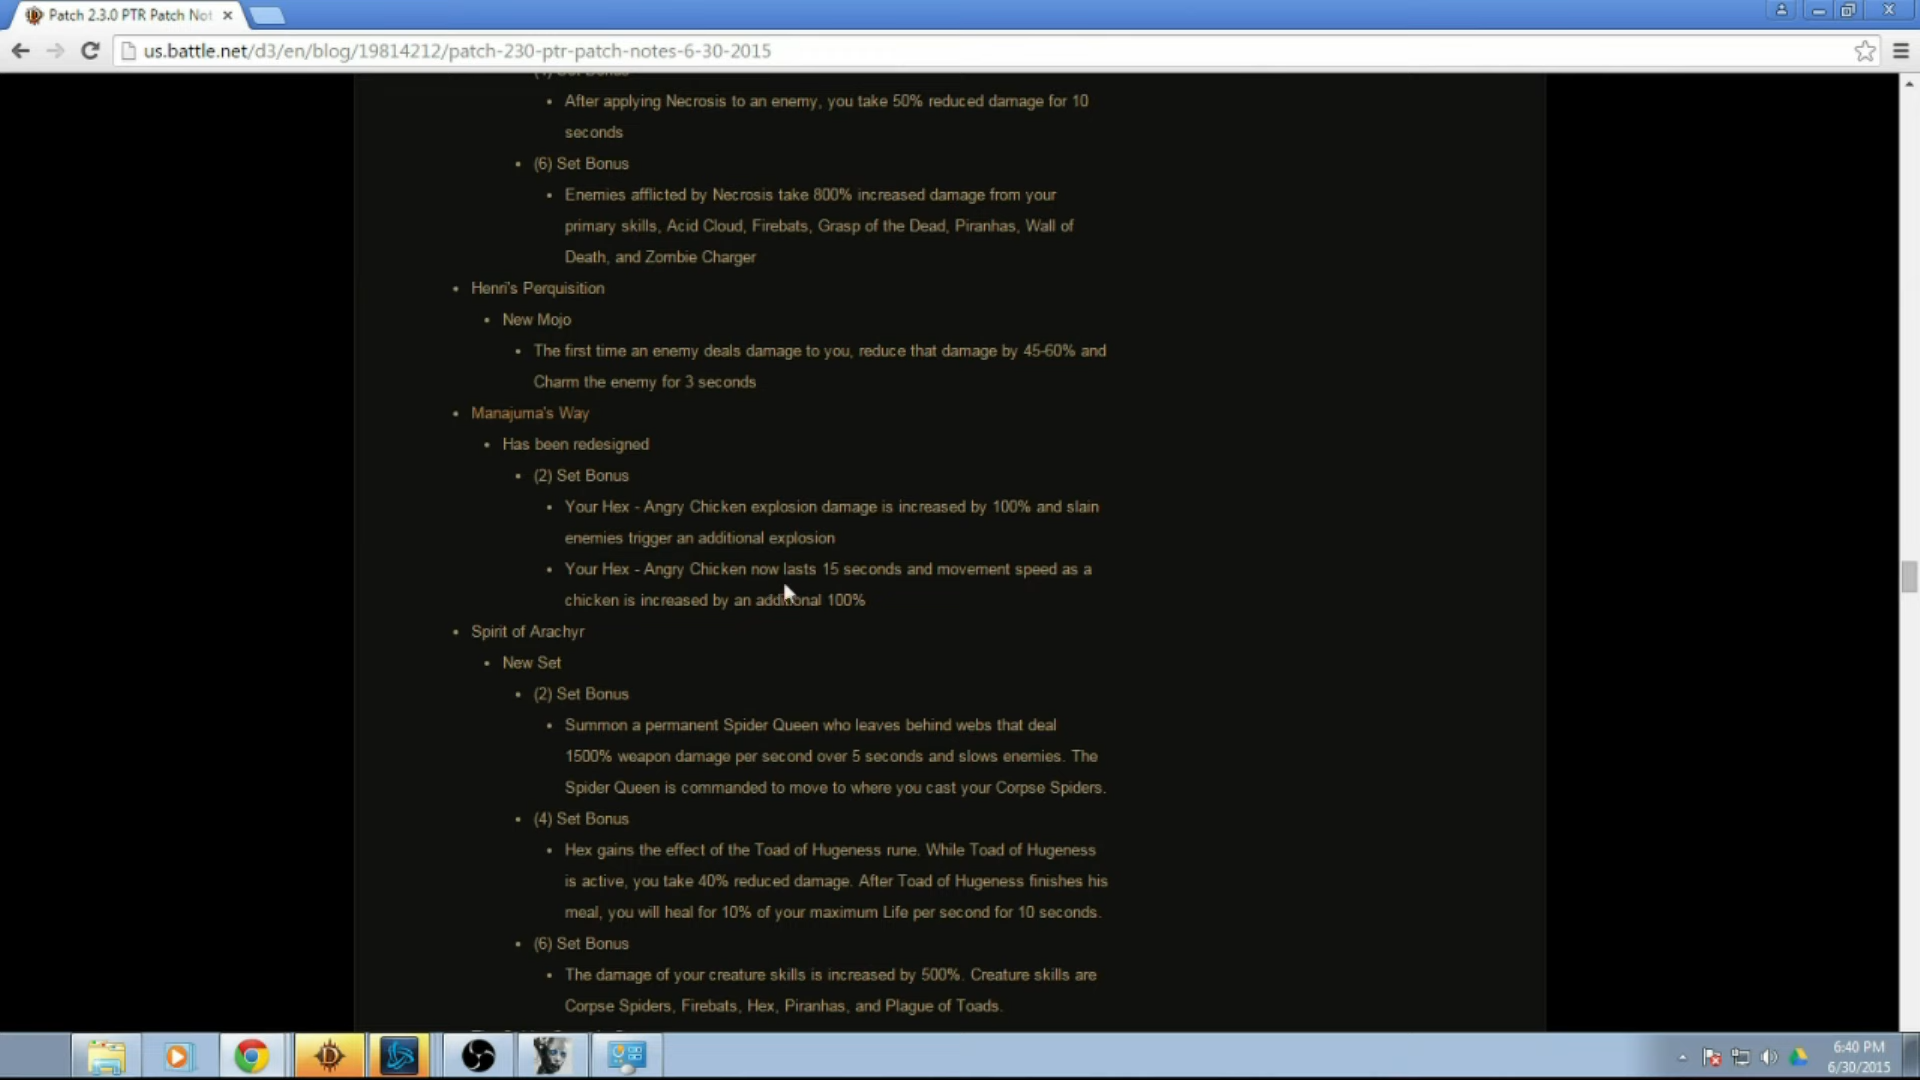 Patch 2.3.0 PTR Patch Not
us.battle.net/d3/en/blog/19814212/patch-230-ptr-patch-notes-6-30-2015
(4) Set Bonus
• After applying Necrosis to an enemy, you take 50% reduced damage for 10
seconds
• (6) Set Bonus
• Enemies afflicted by Necrosis take 800% increased damage from your
primary skills, Acid Cloud, Firebats, Grasp of the Dead, Piranhas, Wall of
Death, and Zombie Charger
• Henri's Perquisition
• New Mojo
• The first time an enemy deals damage to you, reduce that damage by 45-60% and
Charm the enemy for 3 seconds
• Manajuma's Way
• Has been redesigned
• (2) Set Bonus
• Your Hex - Angry Chicken explosion damage is increased by 100% and slain
enemies trigger an additional explosion
• Your Hex - Angry Chicken now lasts 15 seconds and movement speed as a
chicken is increased by an additional 100%
• Spirit of Arachyr
• New Set
• (2) Set Bonus
• Summon a permanent Spider Queen who leaves behind webs that deal
1500% weapon damage per second over 5 seconds and slows enemies. The
Spider Queen is commanded to move to where you cast your Corpse Spiders.
• (4) Set Bonus
• Hex gains the effect of the Toad of Hugeness rune. While Toad of Hugeness
is active, you take 40% reduced damage. After Toad of Hugeness finishes his
meal, you will heal for 10% of your maximum Life per second for 10 seconds.
• (6) Set Bonus
• The damage of your creature skills is increased by 500%. Creature skills are
Corpse Spiders, Firebats, Hex, Piranhas, and Plague of Toads.
6:40 PM
6/30/2015